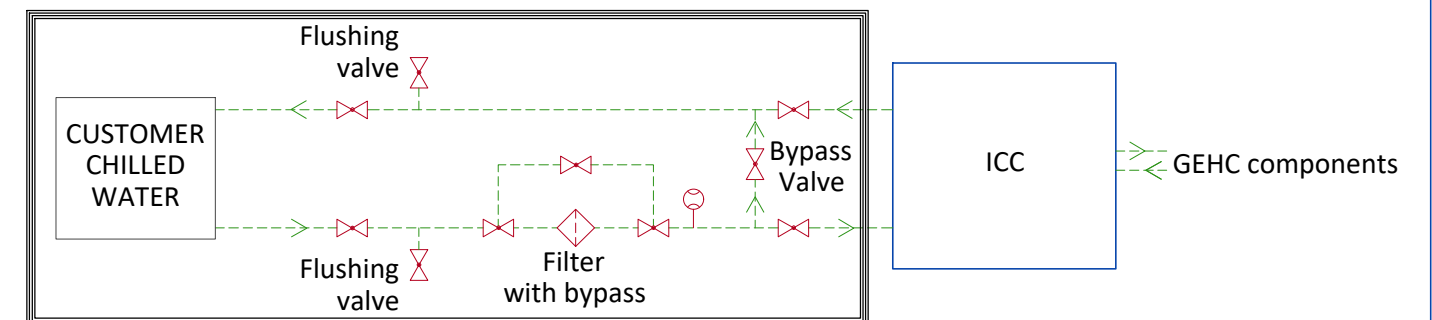 Flushing
valve
CUSTOMER
CHILLED
WATER
Bypass
Valve
ICC
GEHC components
Flushing
valve
Filter
with bypass